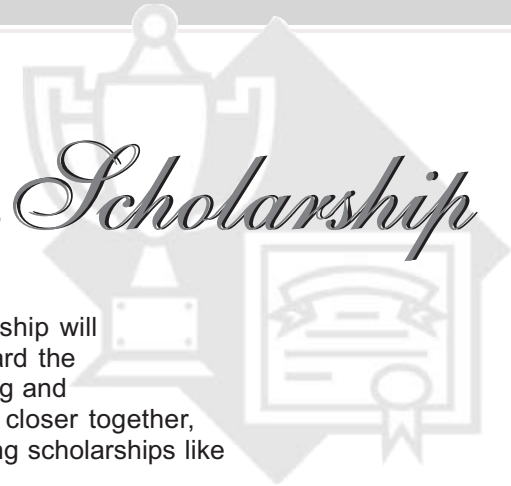 Scholarship
ship will
ard the
g and
closer together,
ng scholarships like